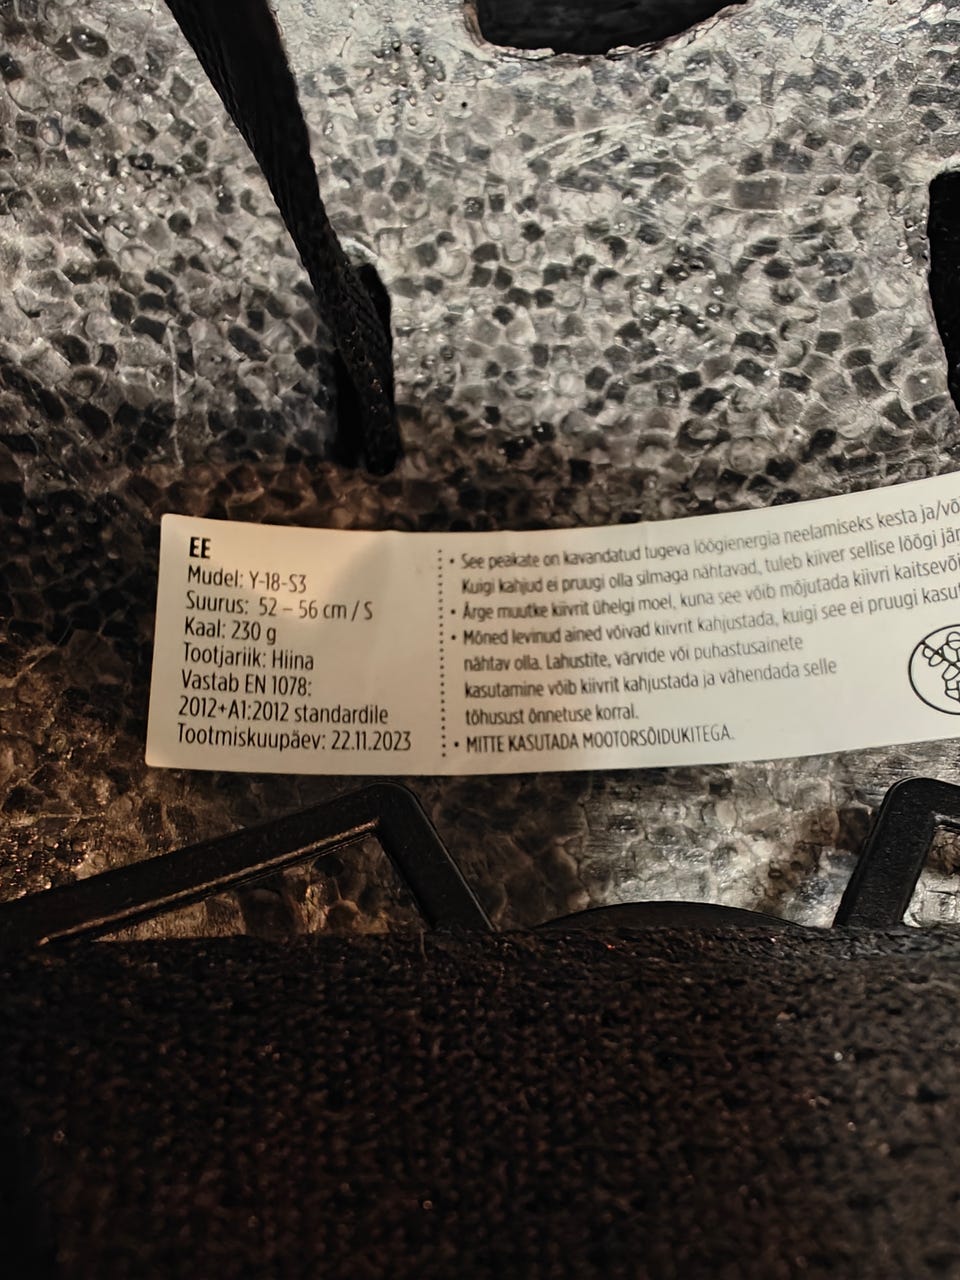 EE
Mudel: Y-18-S3
Suurus: 52 – 56 cm / S
Kaal: 230 g
Tootjariik: Hiina
Vastab EN 1078:
2012+A1:2012 standardile
Tootmiskuupäev: 22.11.2023
• See peakate on kavandatud tugeva löögienergia neelamiseks kesta ja/või
Kuigi kahjud ei pruugi olla silmaga nähtavad, tuleb kiiver sellise löögi jär
• Ärge muutke kiivrit ühelgi moel, kuna see võib mõjutada kiivri kaitsevõi
• Mõned levinud ained võivad kiivrit kahjustada, kuigi see ei pruugi kasut
nähtav olla. Lahustite, värvide või puhastusainete
kasutamine võib kiivrit kahjustada ja vähendada selle
tõhusust õnnetuse korral.
• MITTE KASUTADA MOOTORSÕIDUKITEGA.